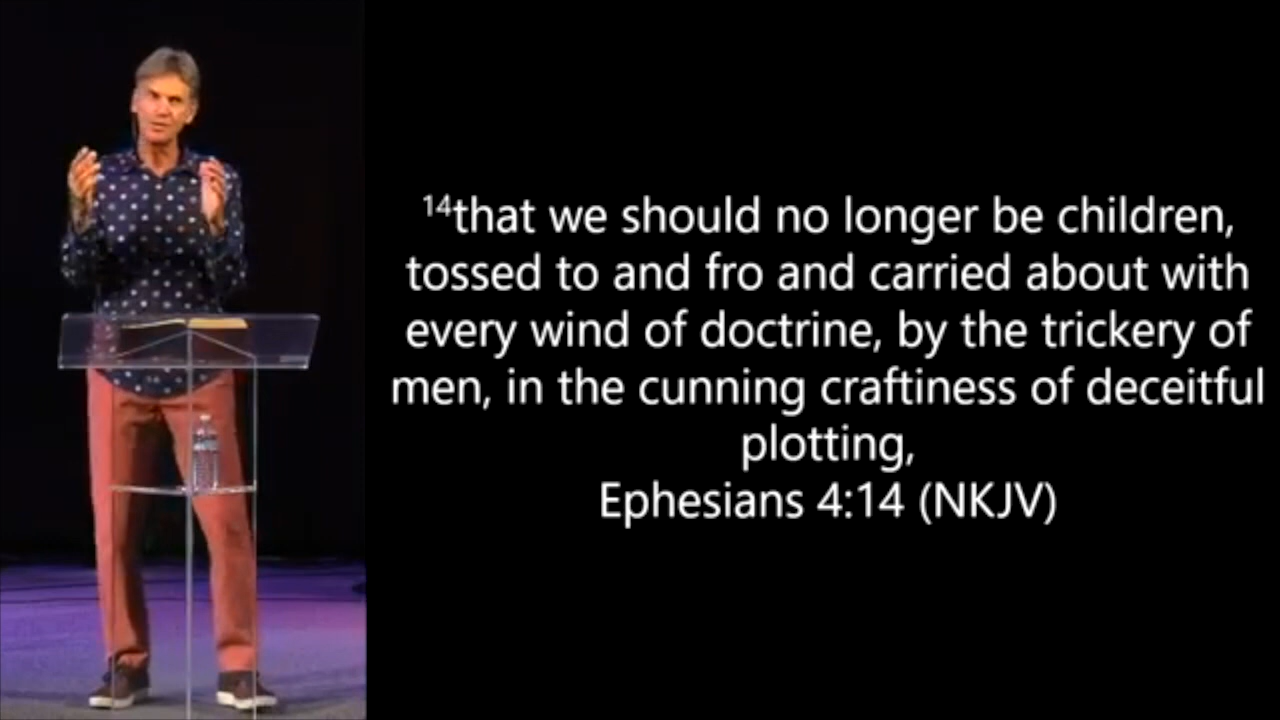 ¹⁴that we should no longer be children,
tossed to and fro and carried about with
every wind of doctrine, by the trickery of
men, in the cunning craftiness of deceitful
plotting,
Ephesians 4:14 (NKJV)